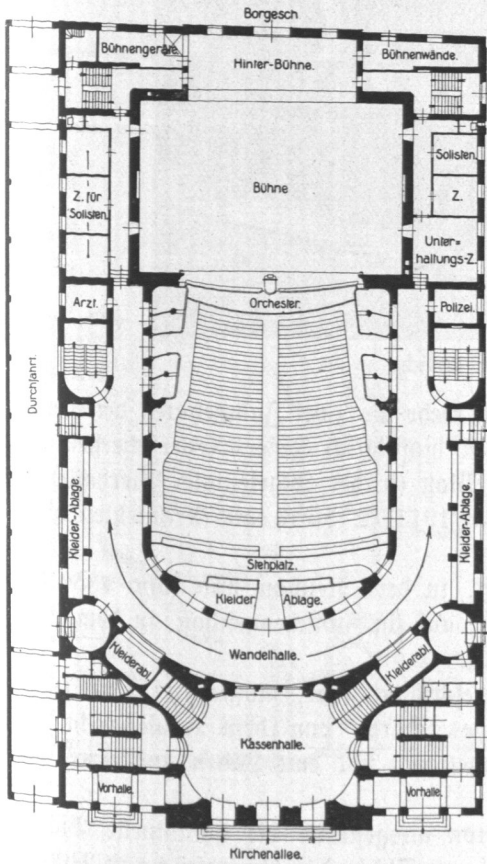 Borgesch
Bühnengeräte.
Hinter-Bühne.
Bühnenwände.
Bühne
Z. für
Solisten.
Solisten.
Z.
Unter=
haltungs-Z.
Arzt.
Orchester.
Polizei.
Durchfahrt.
Kleider-Ablage.
Kleider-Ablage.
Stehplatz.
Kleider
Ablage.
Wandelhalle.
Kleiderabl.
Kleiderabl.
Kassenhalle.
Vorhalle.
Vorhalle.
Kirchenallee.